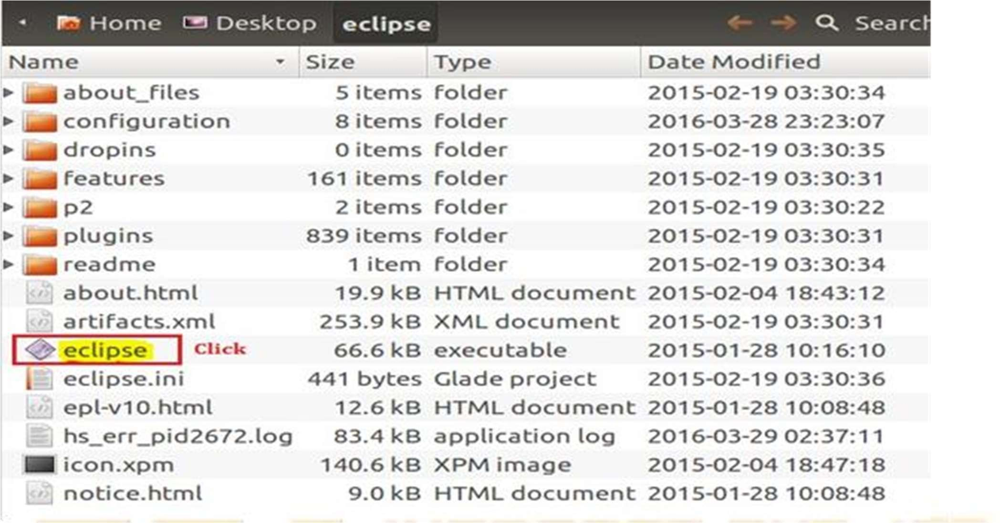 Home Desktop eclipse Search
Name Size Type Date Modified
about_files 5 items folder 2015-02-19 03:30:34
configuration 8 items folder 2016-03-28 23:23:07
dropins 0 items folder 2015-02-19 03:30:35
features 161 items folder 2015-02-19 03:30:31
p2 2 items folder 2015-02-19 03:30:22
plugins 839 items folder 2015-02-19 03:30:31
readme 1 item folder 2015-02-19 03:30:34
about.html 19.9 kB HTML document 2015-02-04 18:43:12
artifacts.xml 253.9 kB XML document 2015-02-19 03:30:31
eclipse Click 66.6 kB executable 2015-01-28 10:16:10
eclipse.ini 441 bytes Glade project 2015-02-19 03:30:36
epl-v10.html 12.6 kB HTML document 2015-01-28 10:08:48
hs_err_pid2672.log 83.4 kB application log 2016-03-29 02:37:11
icon.xpm 140.6 kB XPM image 2015-02-04 18:47:18
notice.html 9.0 kB HTML document 2015-01-28 10:08:48